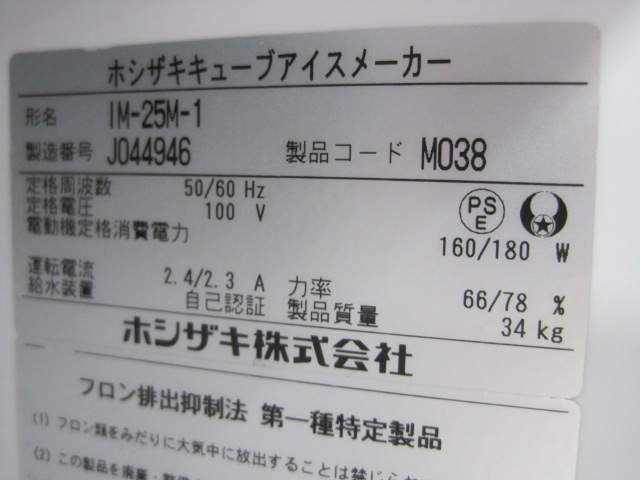 ホシザキキューブアイスメーカー
形名 IM-25M-1
製造番号 J044946 製品コード M038
定格周波数 50/60 Hz
定格電圧 100 V
PSE
電動機定格消費電力 160/180 W
運転電流 2.4/2.3 A 力率 66/78 %
給水装置 自己認証 製品質量 34 kg
ホシザキ株式会社
フロン排出抑制法 第一種特定製品
(1) フロン類をみだりに大気中に放出することは禁じられ
(2) この製品を廃棄・整備